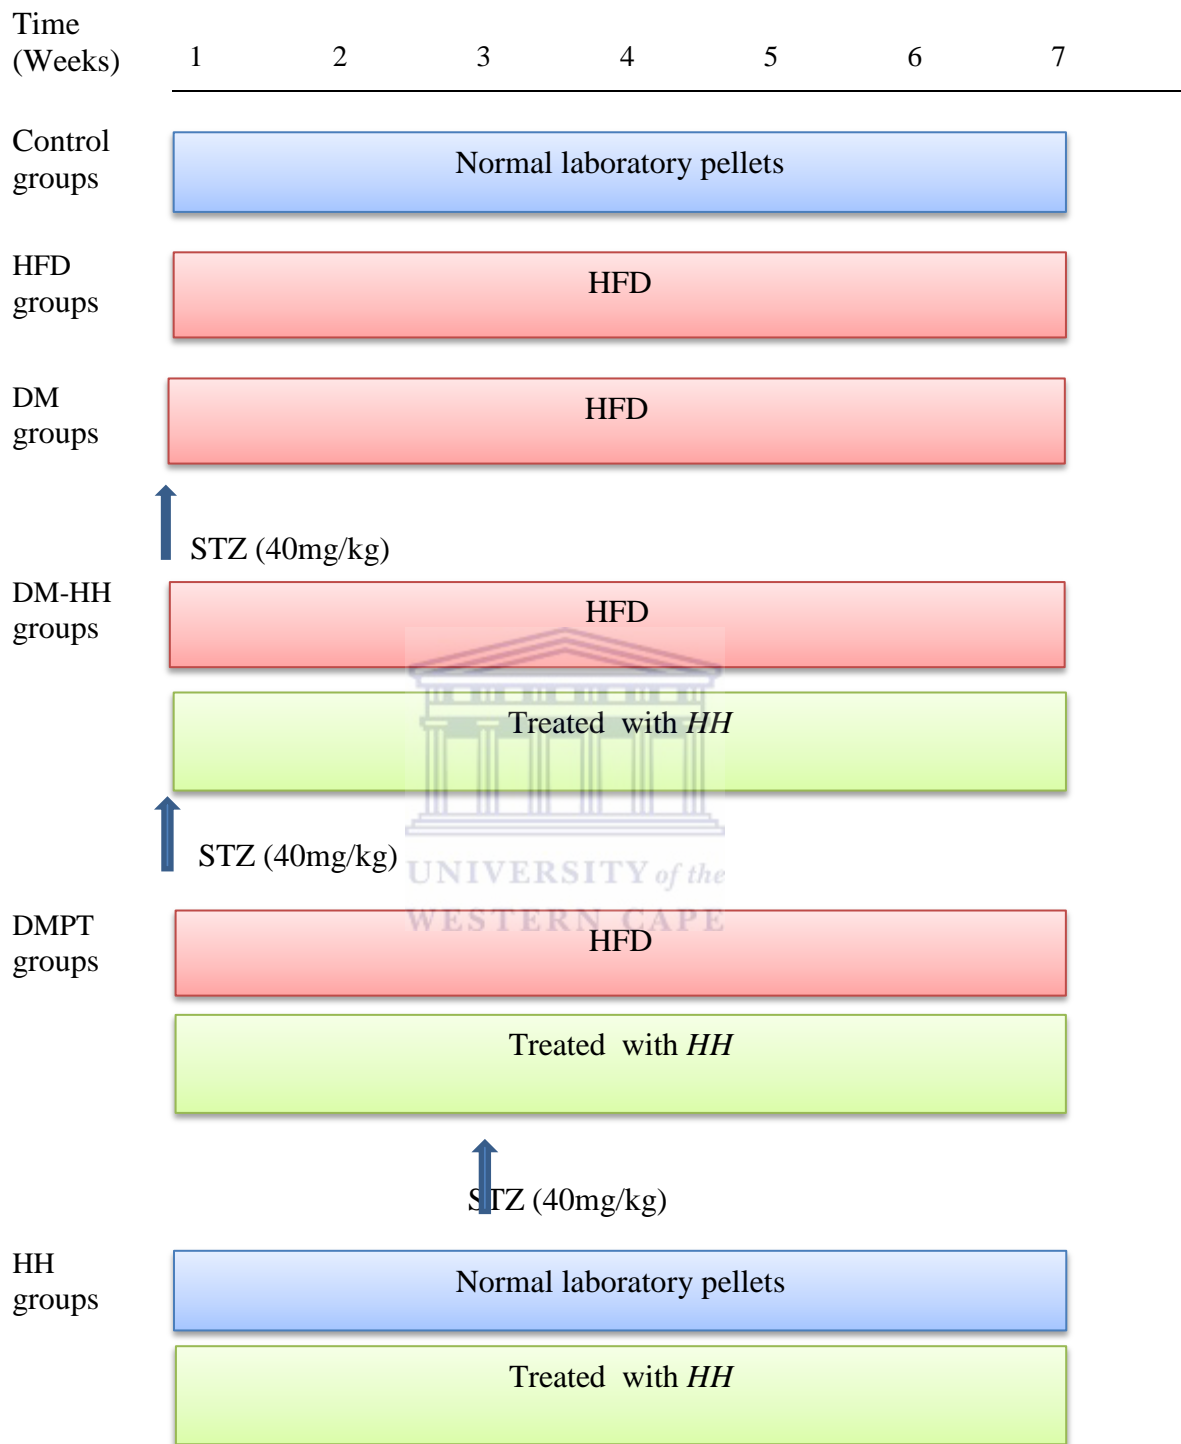 Time
(Weeks) 1 2 3 4 5 6 7
Control
groups
Normal laboratory pellets
HFD
groups
HFD
DM
groups
HFD
STZ (40mg/kg)
DM-HH
groups
HFD
Treated with HH
STZ (40mg/kg)
UNIVERSITY of the
WESTERN CAPE
DMPT
groups
HFD
Treated with HH
STZ (40mg/kg)
HH
groups
Normal laboratory pellets
Treated with HH